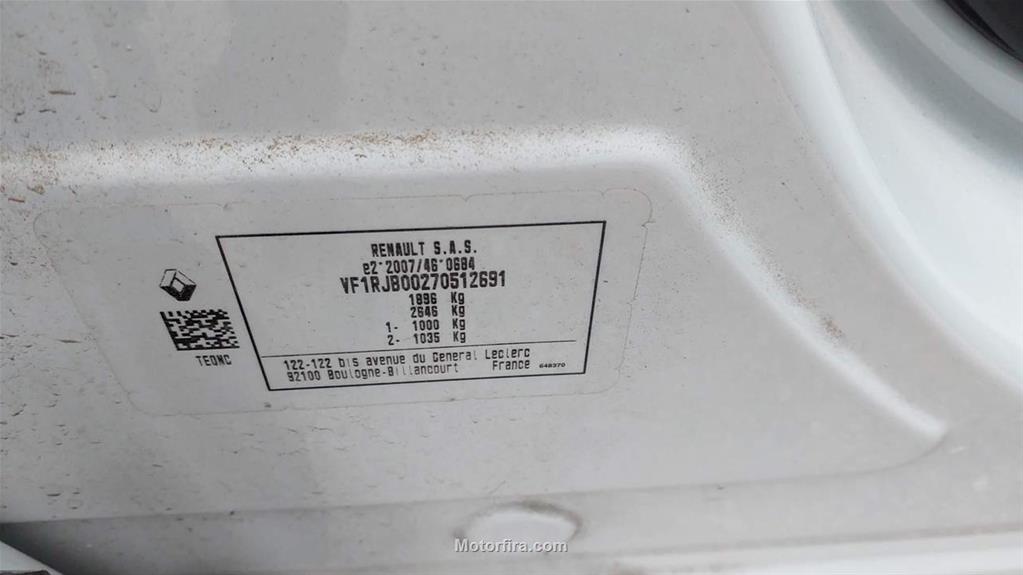 RENAULT S.A.S.
e2*2007/46*0684
VF1RJB00270512691
1896 Kg
2646 Kg
1- 1000 Kg
2- 1035 Kg
TEQNC
122-122 bis avenue du General Leclerc
92100 Boulogne-Billancourt France 648370
Motorfira.com